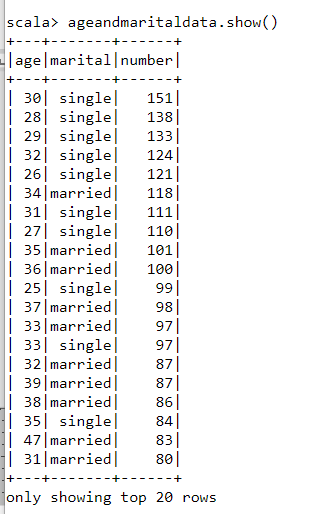 scala> ageandmaritaldata.show()
+---+-------+------+
|age|marital|number|
+---+-------+------+
| 30| single|   151|
| 28| single|   138|
| 29| single|   133|
| 32| single|   124|
| 26| single|   121|
| 34|married|   118|
| 31| single|   111|
| 27| single|   110|
| 35|married|   101|
| 36|married|   100|
| 25| single|    99|
| 37|married|    98|
| 33|married|    97|
| 33| single|    97|
| 32|married|    87|
| 39|married|    87|
| 38|married|    86|
| 35| single|    84|
| 47|married|    83|
| 31|married|    80|
+---+-------+------+
only showing top 20 rows